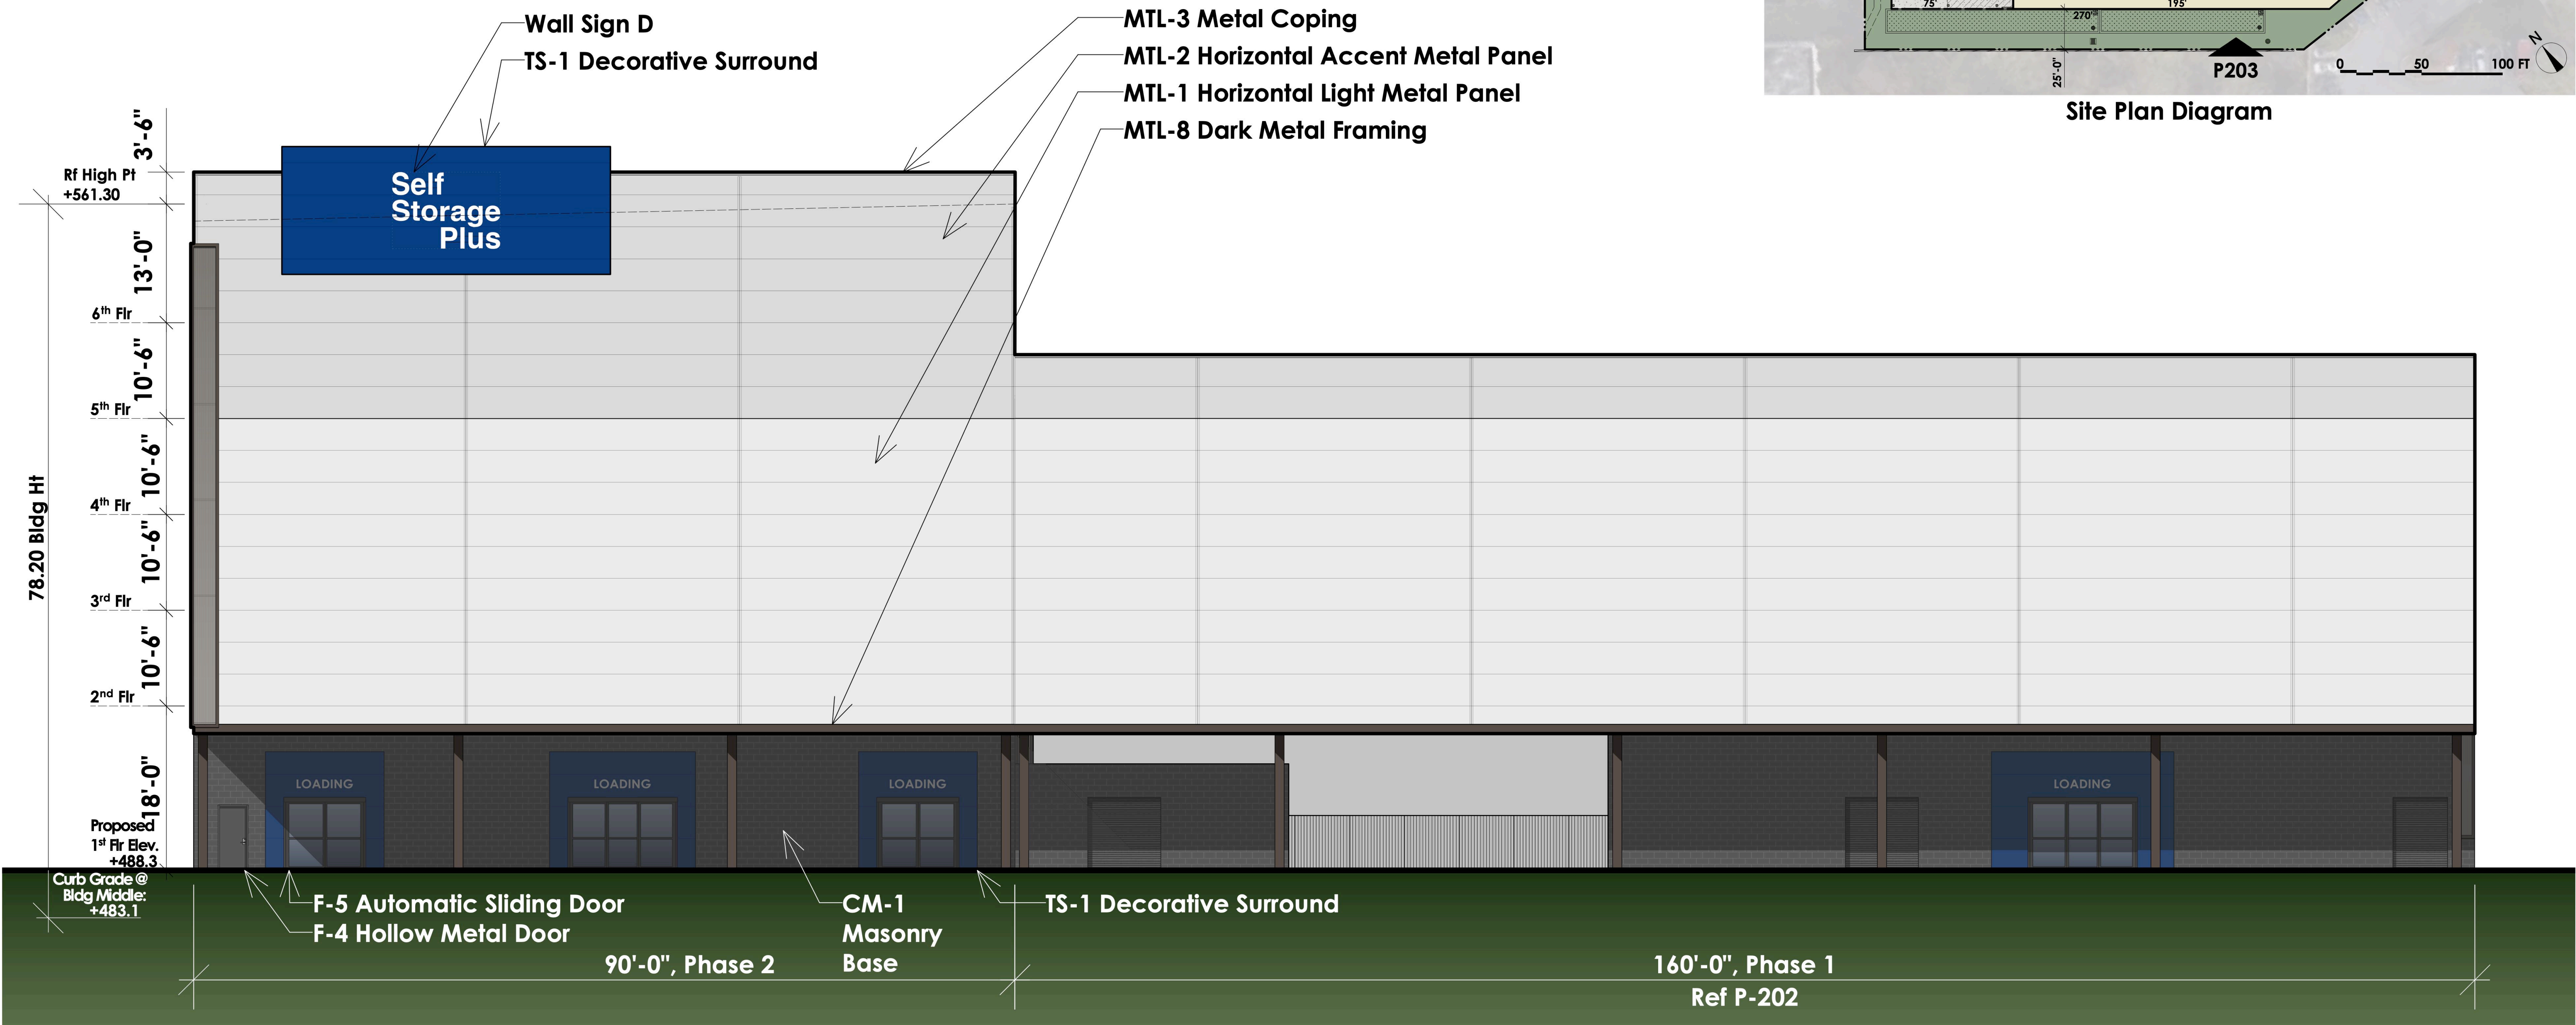 Wall Sign D
TS-1 Decorative Surround
MTL-3 Metal Coping
MTL-2 Horizontal Accent Metal Panel
MTL-1 Horizontal Light Metal Panel
MTL-8 Dark Metal Framing
75'
195'
270'
25'-0"
P203
0 50 100 FT
N
Site Plan Diagram
3'-6"
Rf High Pt
+561.30
Self
Storage
Plus
13'-0"
6th Flr
10'-6"
5th Flr
10'-6"
4th Flr
10'-6"
3rd Flr
10'-6"
2nd Flr
78.20 Bldg Ht
18'-0"
LOADING
LOADING
LOADING
LOADING
Proposed
1st Flr Elev.
+488.3
Curb Grade @
Bldg Middle:
+483.1
F-5 Automatic Sliding Door
F-4 Hollow Metal Door
CM-1
Masonry
Base
TS-1 Decorative Surround
90'-0", Phase 2
160'-0", Phase 1
Ref P-202